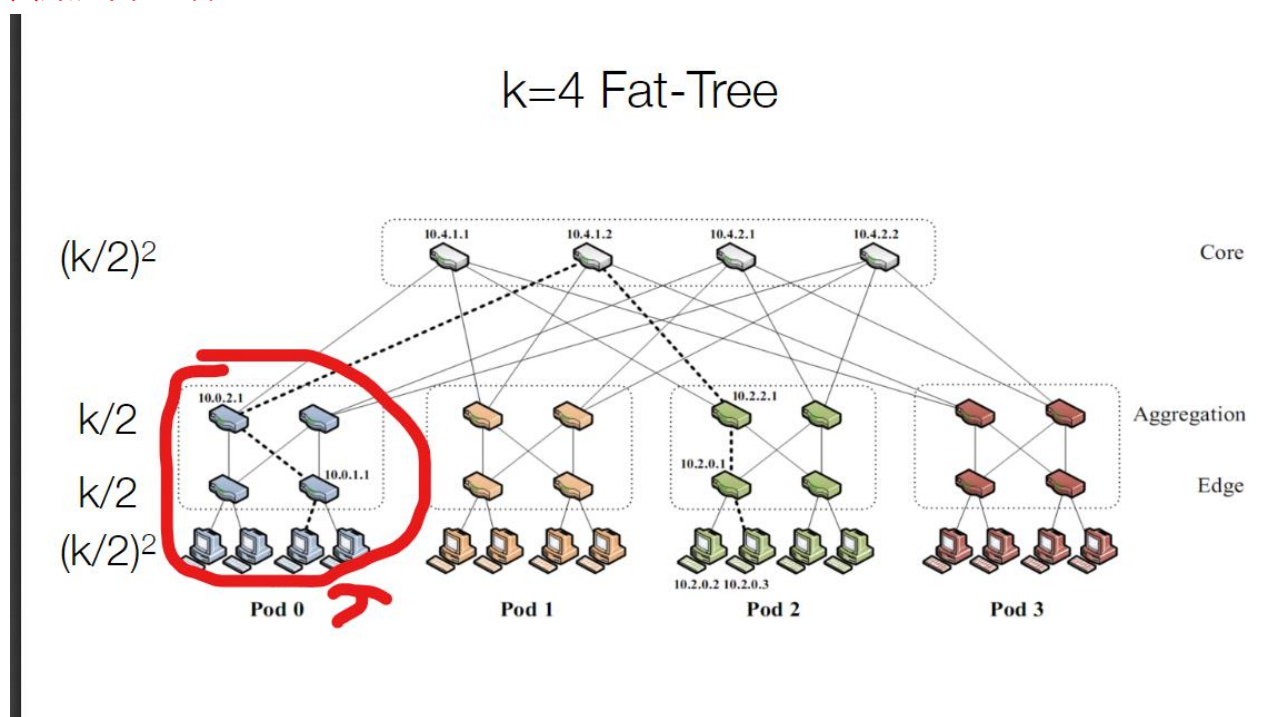 k=4 Fat-Tree
10.4.1.1 10.4.1.2 10.4.2.1 10.4.2.2
(k/2)² Core
10.0.2.1 10.2.2.1
k/2 Aggregation
10.2.0.1 10.0.1.1
k/2 Edge
(k/2)²
10.2.0.2 10.2.0.3
Pod 0 Pod 1 Pod 2 Pod 3